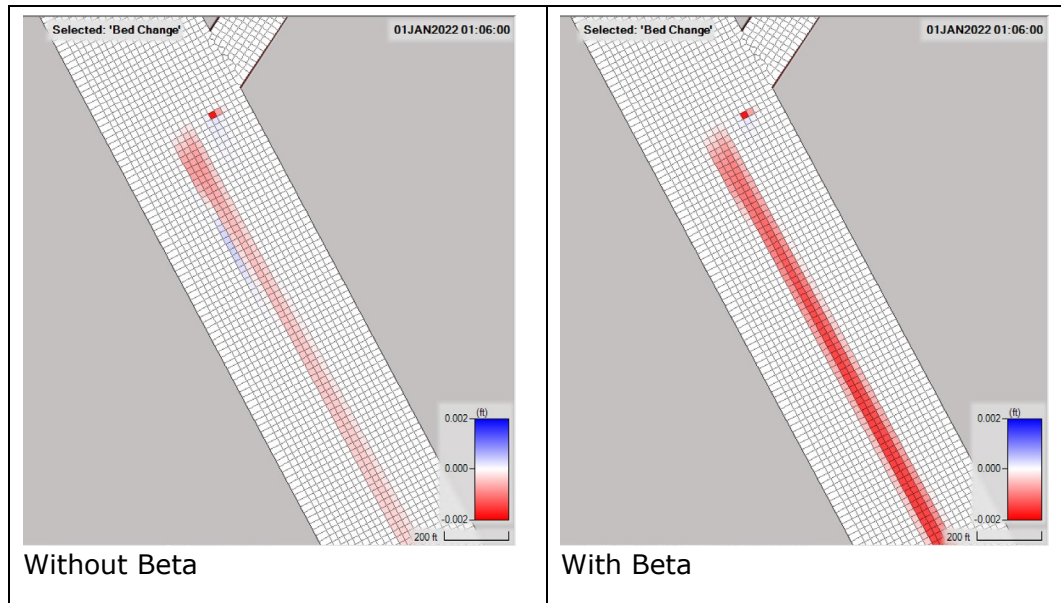 Selected: 'Bed Change'
01JAN2022 01:06:00
0.002
(ft)
0.000
-0.002
200 ft
Without Beta
Selected: 'Bed Change'
01JAN2022 01:06:00
0.002
(ft)
0.000
-0.002
200 ft
With Beta